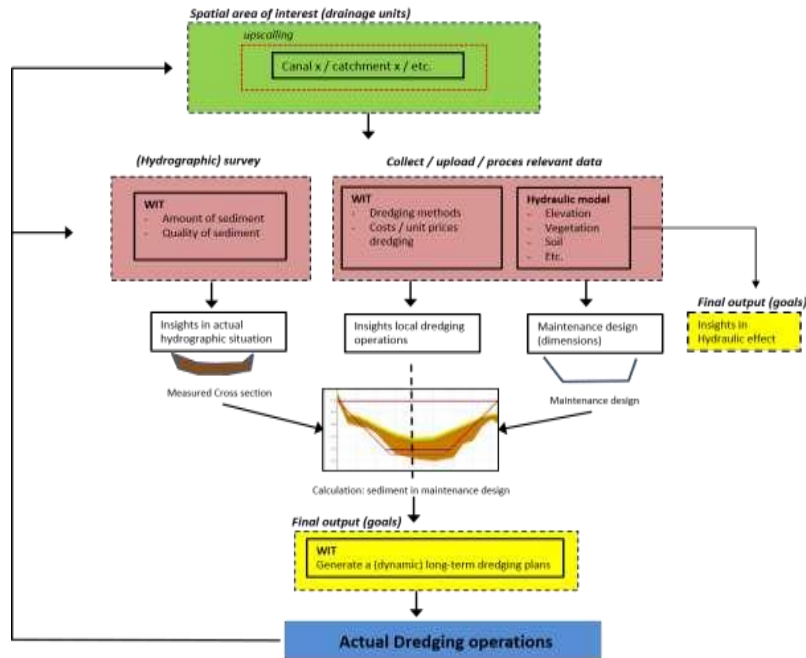 Spatial area of interest (drainage units)
upscalling
Canal x / catchment x / etc.
(Hydrographic) survey
WIT
- Amount of sediment
- Quality of sediment
Collect / upload / proces relevant data
WIT
- Dredging methods
- Costs / unit prices
dredging
Hydraulic model
- Elevation
- Vegetation
- Soil
- Etc.
Final output (goals)
Insights in
Hydraulic effect
Insights in actual
hydrographic situation
Insights local dredging
operations
Maintenance design
(dimensions)
Measured Cross section
Maintenance design
Calculation: sediment in maintenance design
Final output (goals)
WIT
Generate a (dynamic) long-term dredging plans
Actual Dredging operations